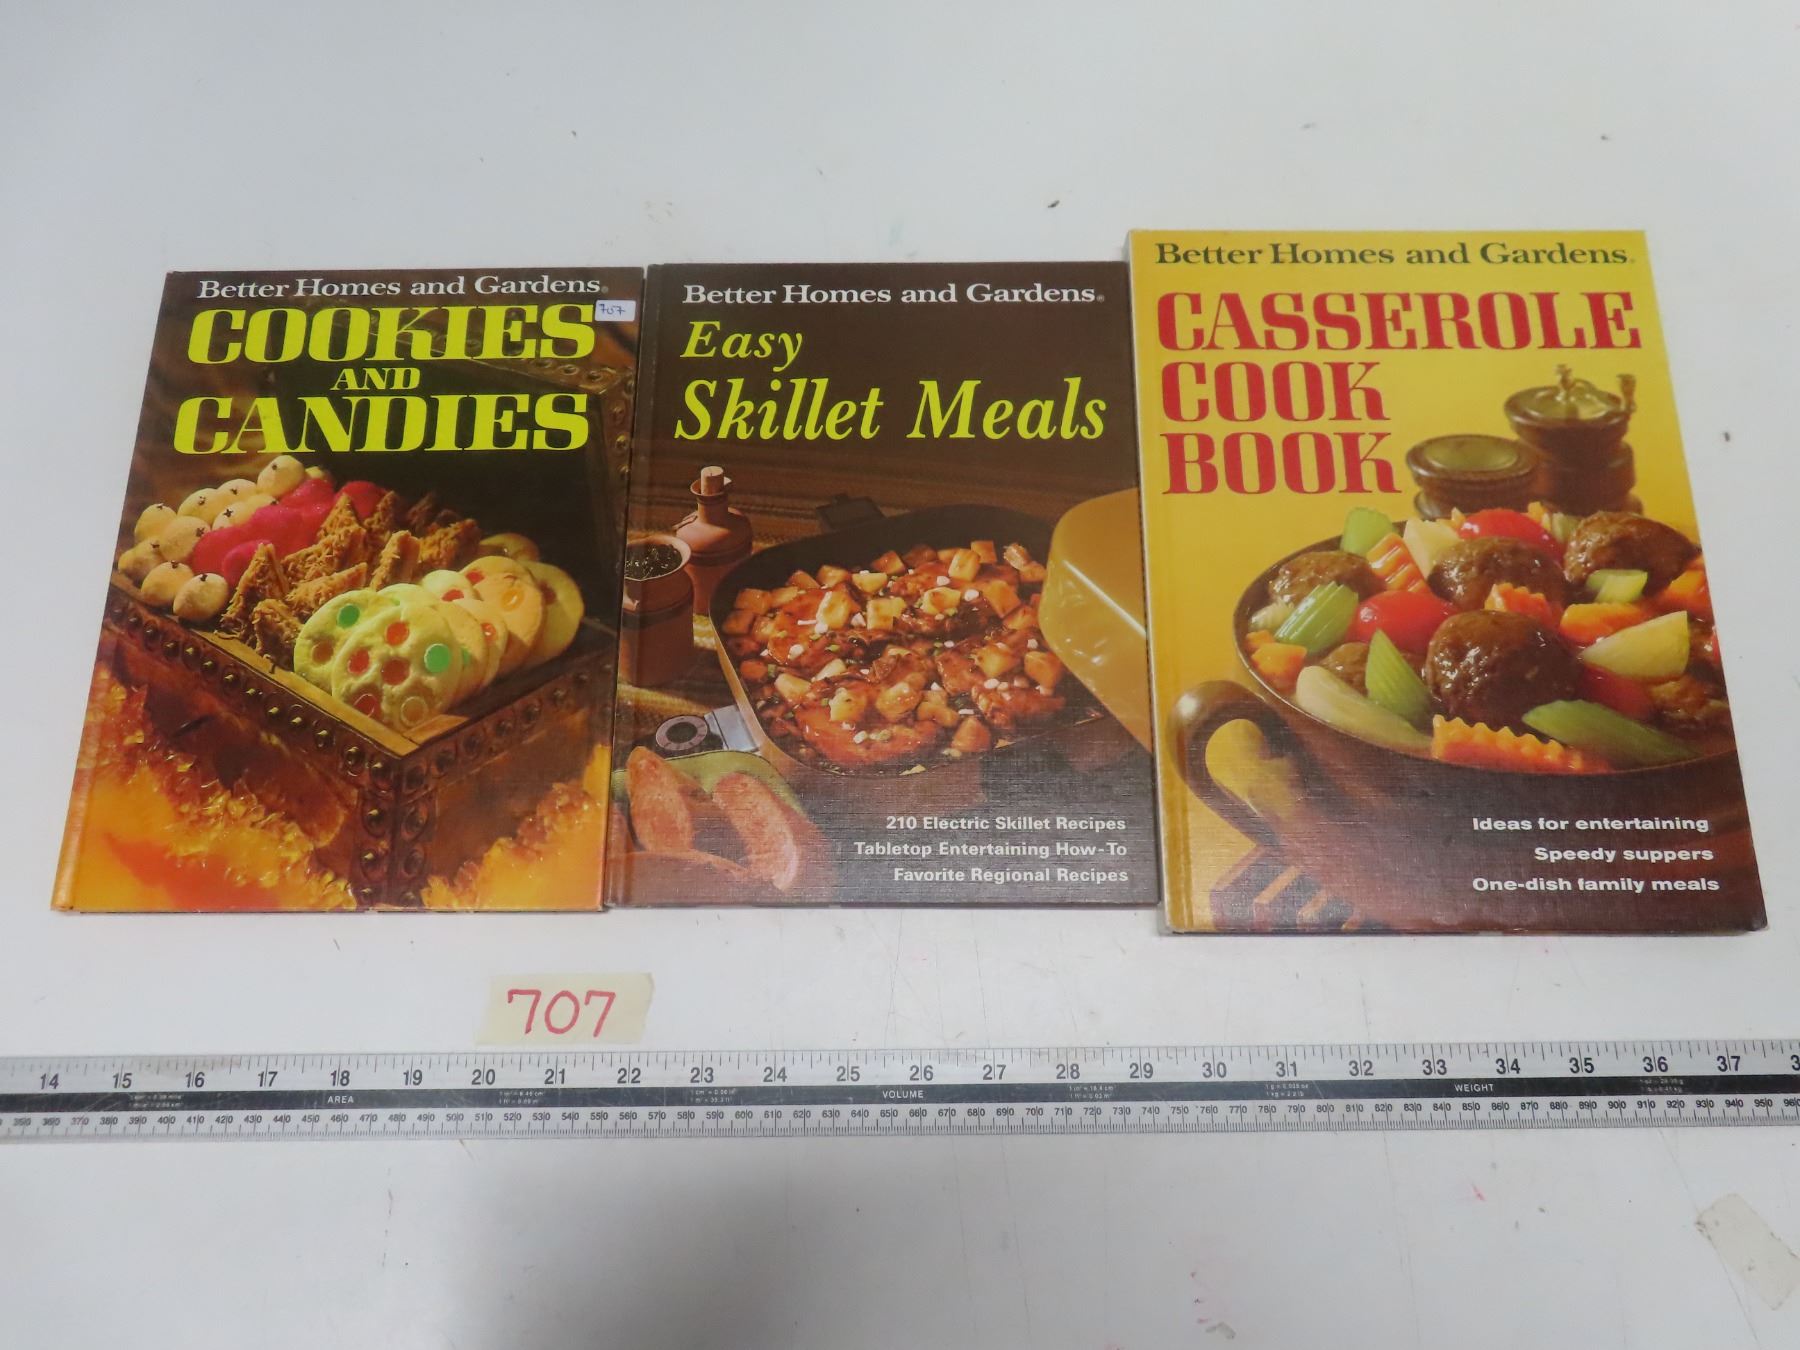 Better Homes and Gardens®
COOKIES
707
AND
CANDIES
Better Homes and Gardens®
Easy
Skillet Meals
210 Electric Skillet Recipes
Tabletop Entertaining How-To
Favorite Regional Recipes
Better Homes and Gardens®
CASSEROLE
COOK
BOOK
Ideas for entertaining
Speedy suppers
One-dish family meals
707
14 15 16 17 18 19 20 21 22 23 24 25 26 27 28 29 30 31 32 33 34 35 36 37
AREA VOLUME WEIGHT